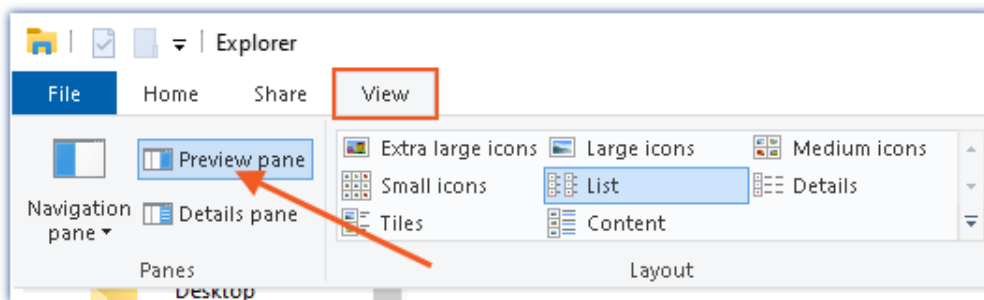 Explorer
File Home Share View
Extra large icons Large icons Medium icons
Preview pane
Small icons List Details
Navigation
pane
Details pane
Tiles Content
Panes Layout
Desktop